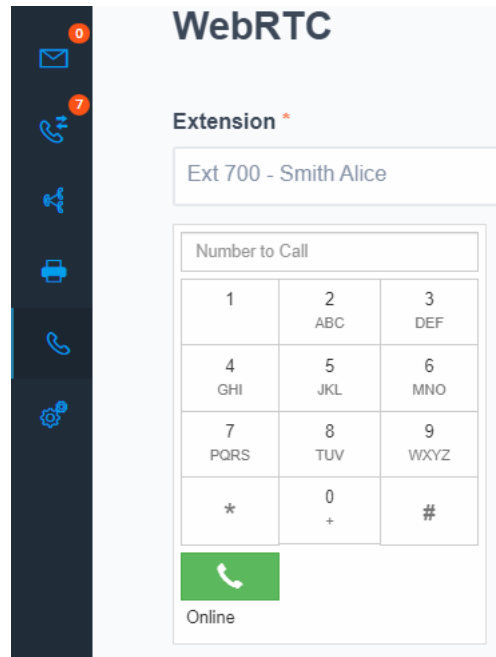 0
WebRTC
7
Extension *
Ext 700 - Smith Alice
Number to Call
1 2 3
ABC DEF
4 5 6
GHI JKL MNO
7 8 9
PQRS TUV WXYZ
* 0 #
+
Online